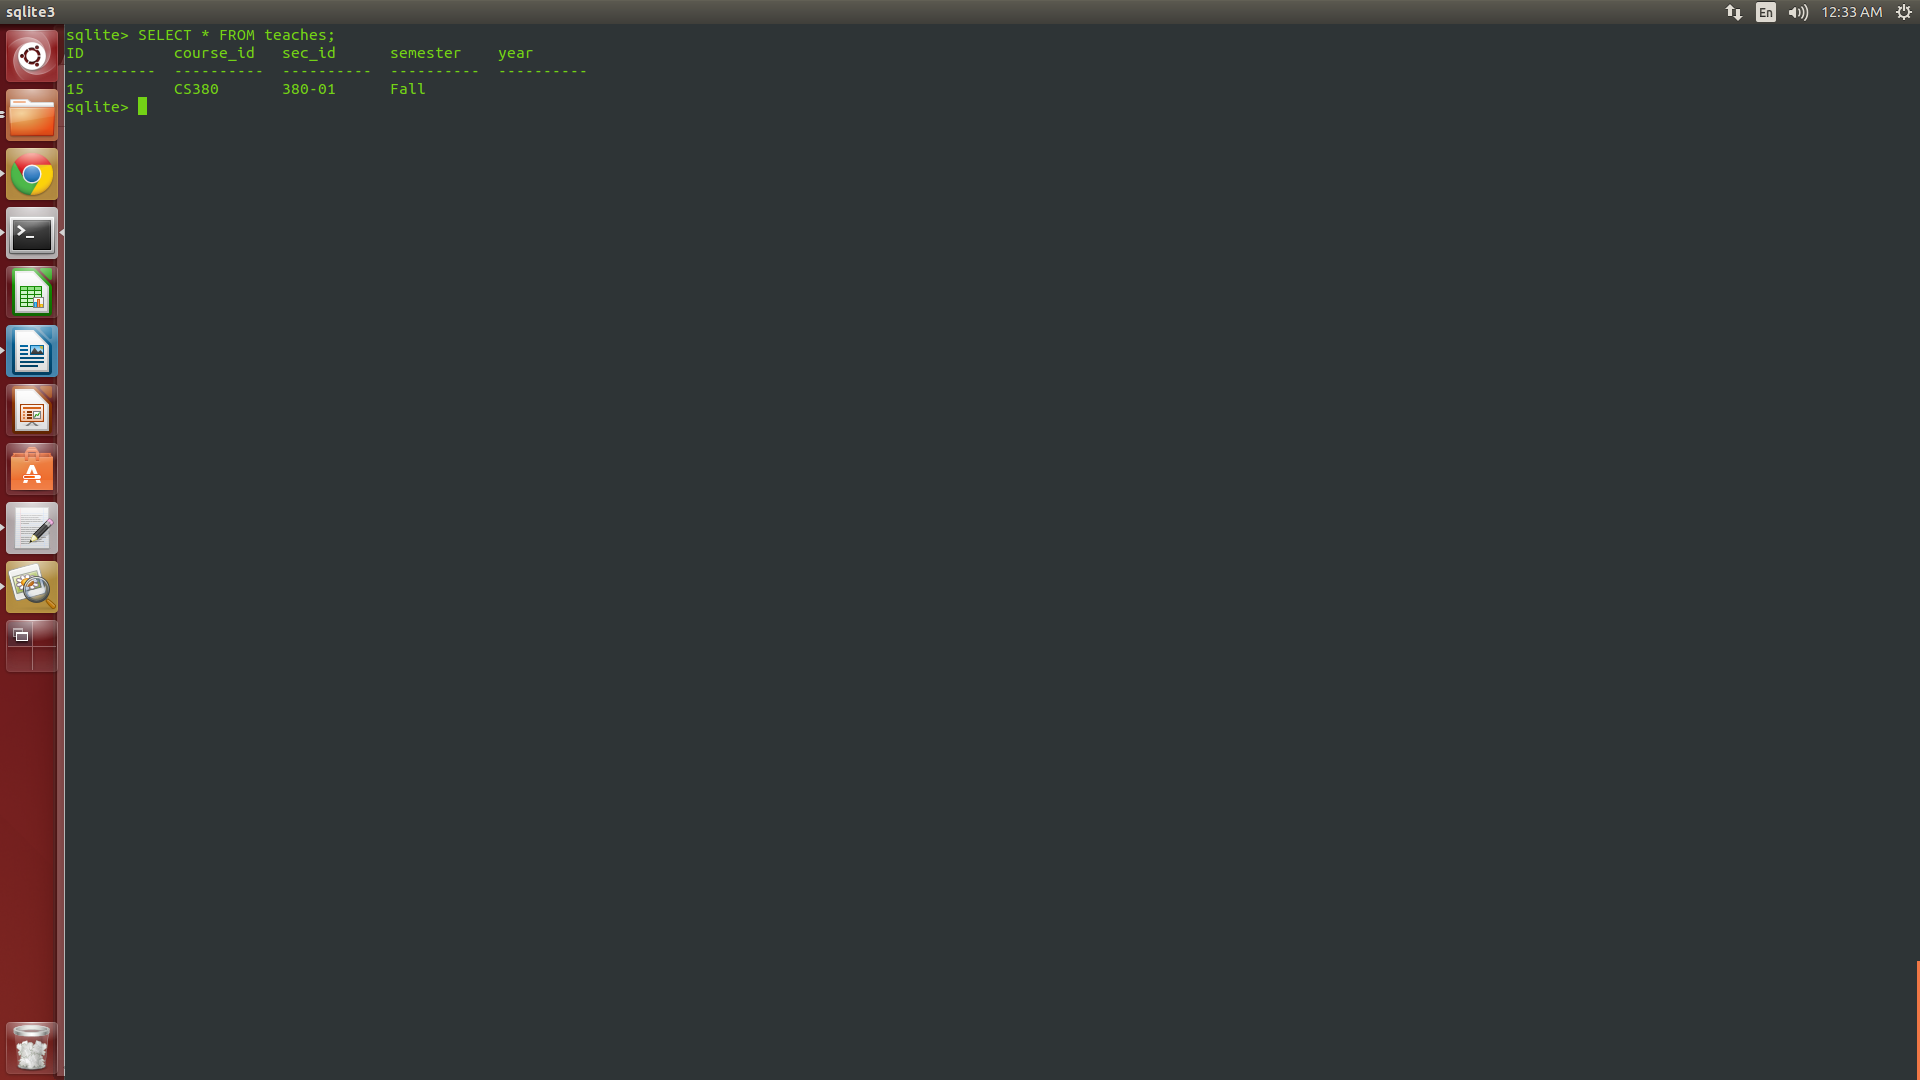 sqlite3
En
12:33 AM
sqlite> SELECT * FROM teaches;
ID course_id sec_id semester year
---------- ---------- ---------- ---------- ----------
15 CS380 380-01 Fall
sqlite>